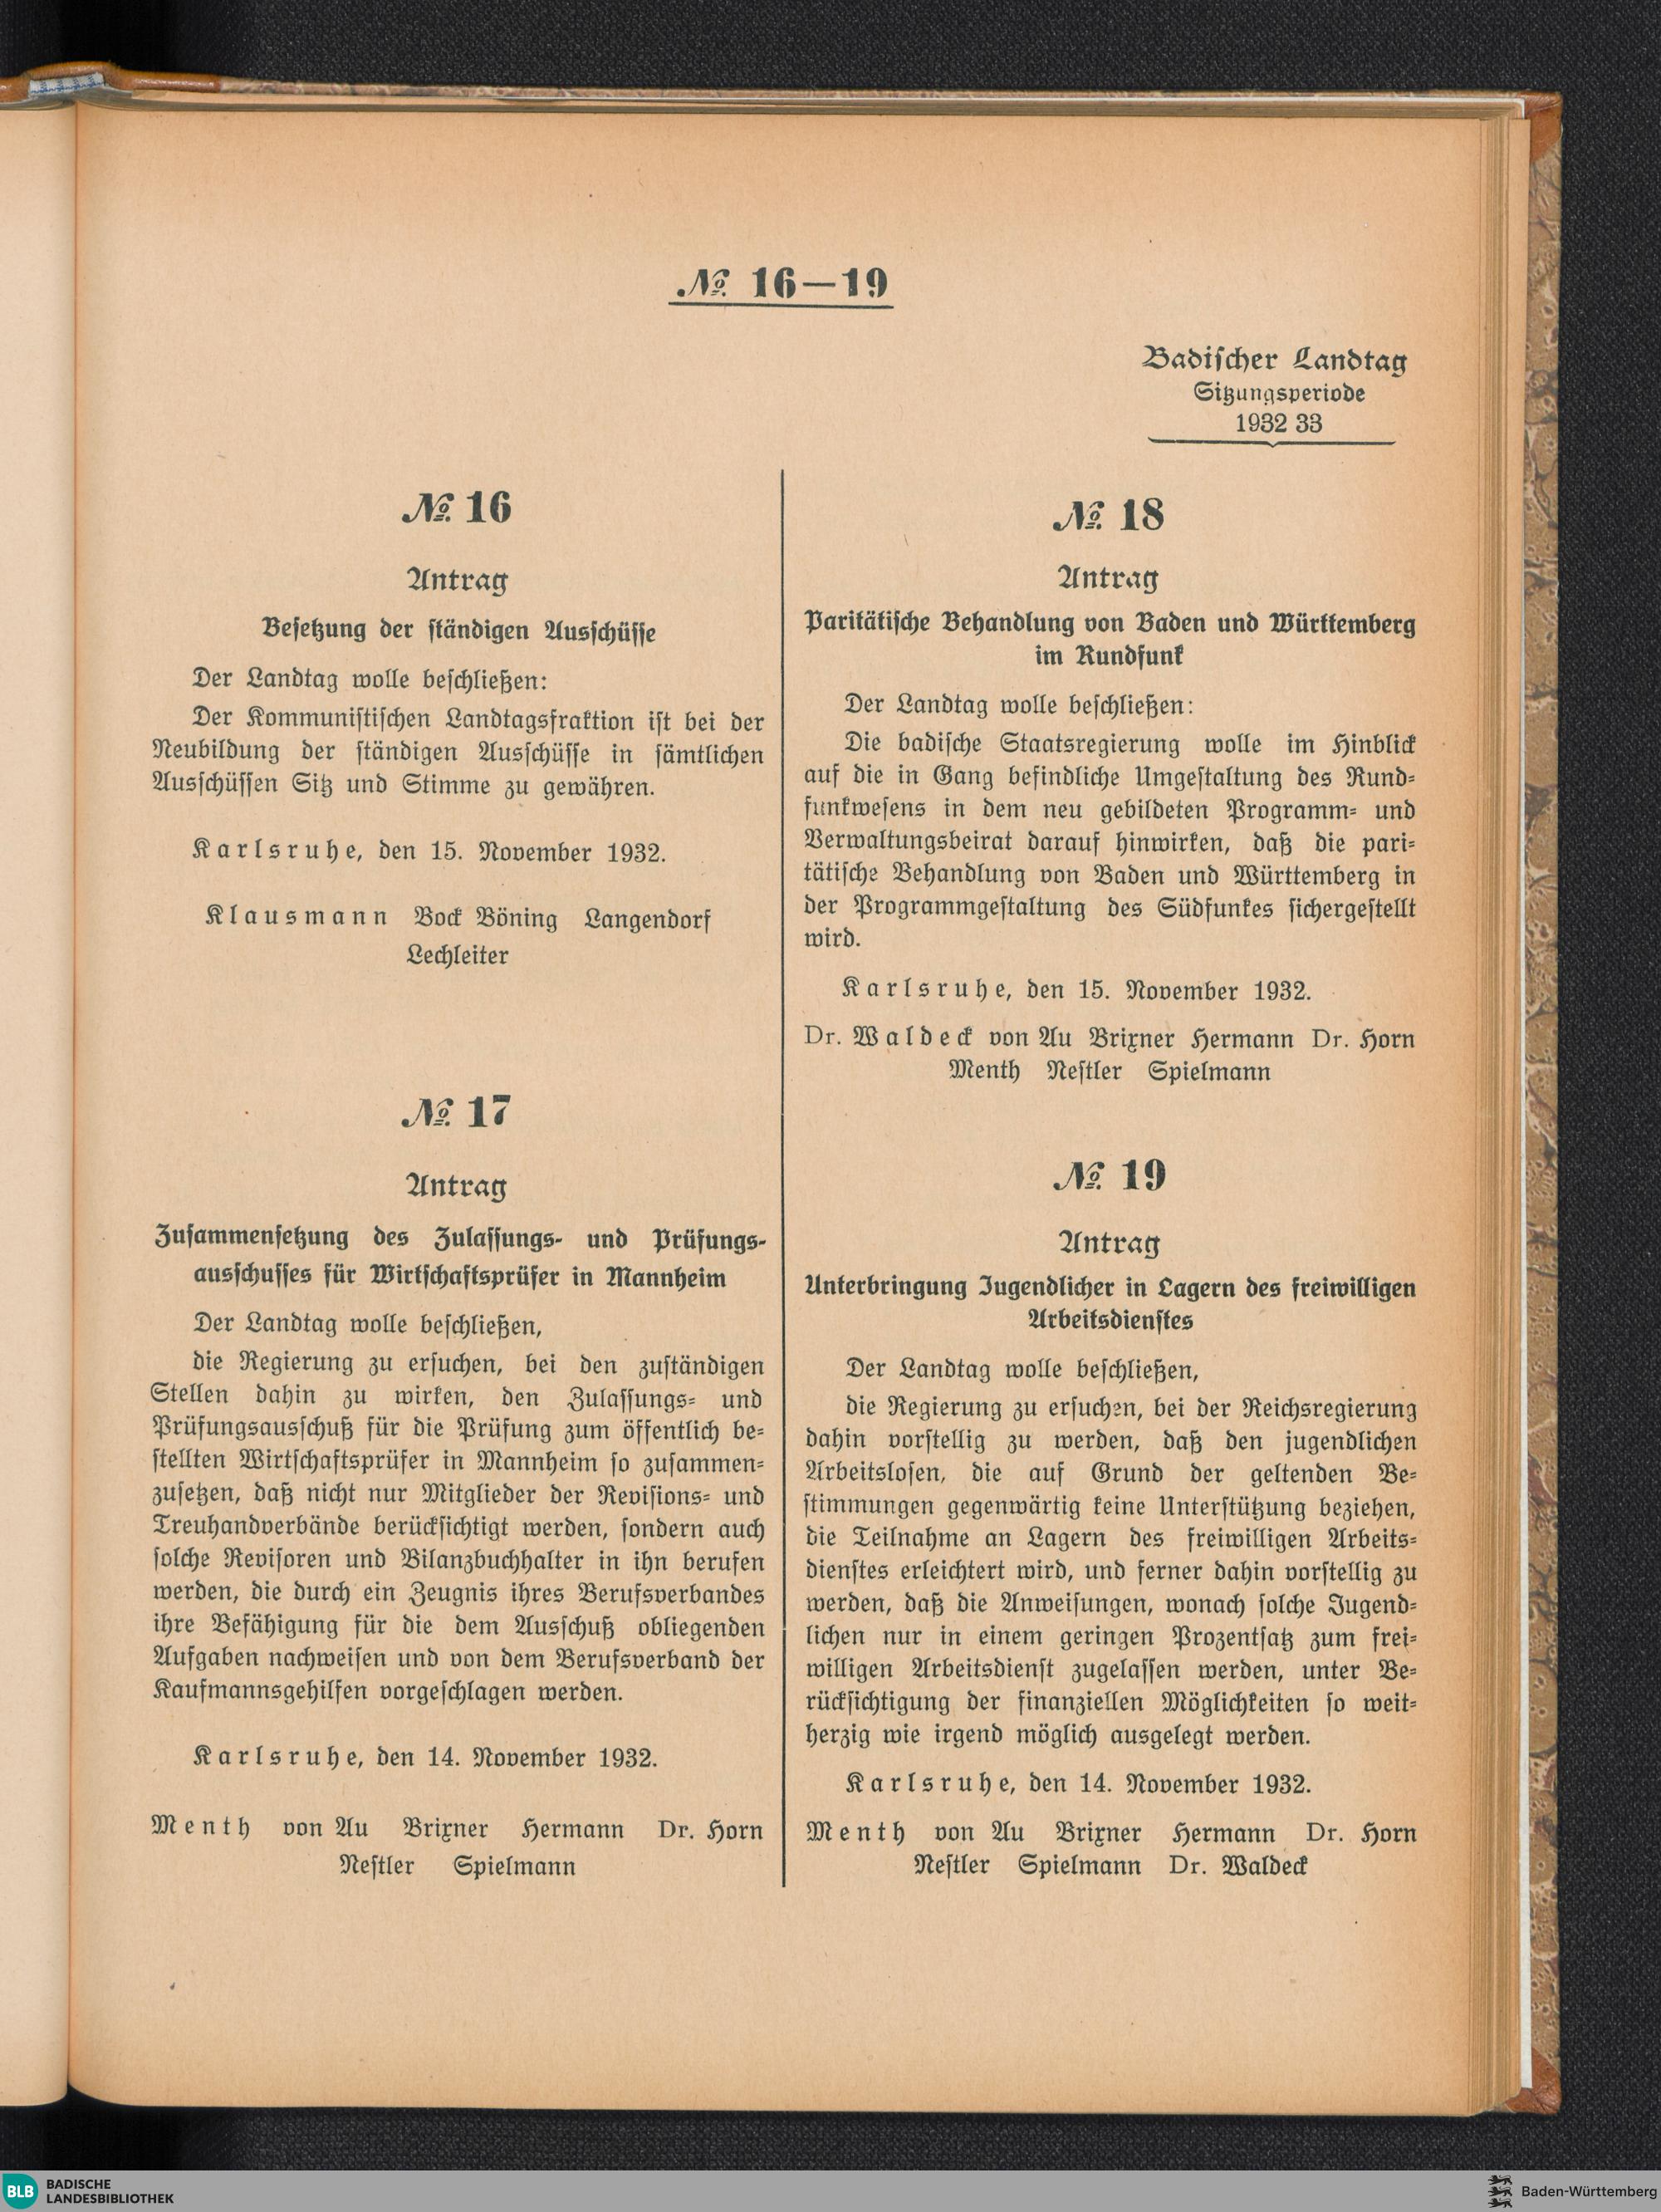 № 16—19
Badischer Landtag
Sitzungsperiode
1932 33
№ 16
Antrag
Besetzung der ständigen Ausschüsse
Der Landtag wolle beschließen:
Der Kommunistischen Landtagsfraktion ist bei der
Neubildung der ständigen Ausschüsse in sämtlichen
Ausschüssen Sitz und Stimme zu gewähren.
Karlsruhe, den 15. November 1932.
Klausmann Bock Böning Langendorf
Lechleiter
№ 17
Antrag
Zusammensetzung des Zulassungs- und Prüfungs-
ausschusses für Wirtschaftsprüfer in Mannheim
Der Landtag wolle beschließen,
die Regierung zu ersuchen, bei den zuständigen
Stellen dahin zu wirken, den Zulassungs- und
Prüfungsausschuß für die Prüfung zum öffentlich be-
stellten Wirtschaftsprüfer in Mannheim so zusammen-
zusetzen, daß nicht nur Mitglieder der Revisions- und
Treuhandverbände berücksichtigt werden, sondern auch
solche Revisoren und Bilanzbuchhalter in ihn berufen
werden, die durch ein Zeugnis ihres Berufsverbandes
ihre Befähigung für die dem Ausschuß obliegenden
Aufgaben nachweisen und von dem Berufsverband der
Kaufmannsgehilfen vorgeschlagen werden.
Karlsruhe, den 14. November 1932.
Menth von Au Brixner Hermann Dr. Horn
Nestler Spielmann
№ 18
Antrag
Paritätische Behandlung von Baden und Württemberg
im Rundfunk
Der Landtag wolle beschließen:
Die badische Staatsregierung wolle im Hinblick
auf die in Gang befindliche Umgestaltung des Rund-
funkwesens in dem neu gebildeten Programm- und
Verwaltungsbeirat darauf hinwirken, daß die pari-
tätische Behandlung von Baden und Württemberg in
der Programmgestaltung des Südfunkes sichergestellt
wird.
Karlsruhe, den 15. November 1932.
Dr. Waldeck von Au Brixner Hermann Dr. Horn
Menth Nestler Spielmann
№ 19
Antrag
Unterbringung Jugendlicher in Lagern des freiwilligen
Arbeitsdienstes
Der Landtag wolle beschließen,
die Regierung zu ersuchen, bei der Reichsregierung
dahin vorstellig zu werden, daß den jugendlichen
Arbeitslosen, die auf Grund der geltenden Be-
stimmungen gegenwärtig keine Unterstützung beziehen,
die Teilnahme an Lagern des freiwilligen Arbeits-
dienstes erleichtert wird, und ferner dahin vorstellig zu
werden, daß die Anweisungen, wonach solche Jugend-
lichen nur in einem geringen Prozentsatz zum frei-
willigen Arbeitsdienst zugelassen werden, unter Be-
rücksichtigung der finanziellen Möglichkeiten so weit-
herzig wie irgend möglich ausgelegt werden.
Karlsruhe, den 14. November 1932.
Menth von Au Brixner Hermann Dr. Horn
Nestler Spielmann Dr. Waldeck
BLB BADISCHE
LANDESBIBLIOTHEK
Baden-Württemberg